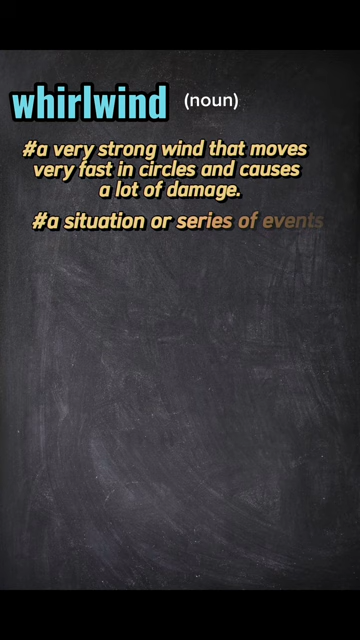 whirlwind (noun)
#a very strong wind that moves
very fast in circles and causes
a lot of damage.
#a situation or series of events